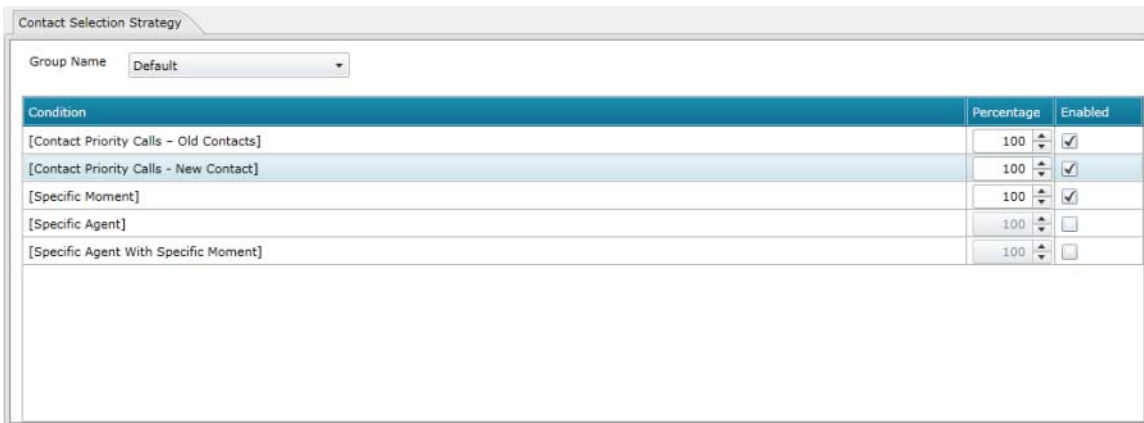 Contact Selection Strategy
Group Name Default
Condition Percentage Enabled
[Contact Priority Calls – Old Contacts] 100
[Contact Priority Calls - New Contact] 100
[Specific Moment] 100
[Specific Agent] 100
[Specific Agent With Specific Moment] 100